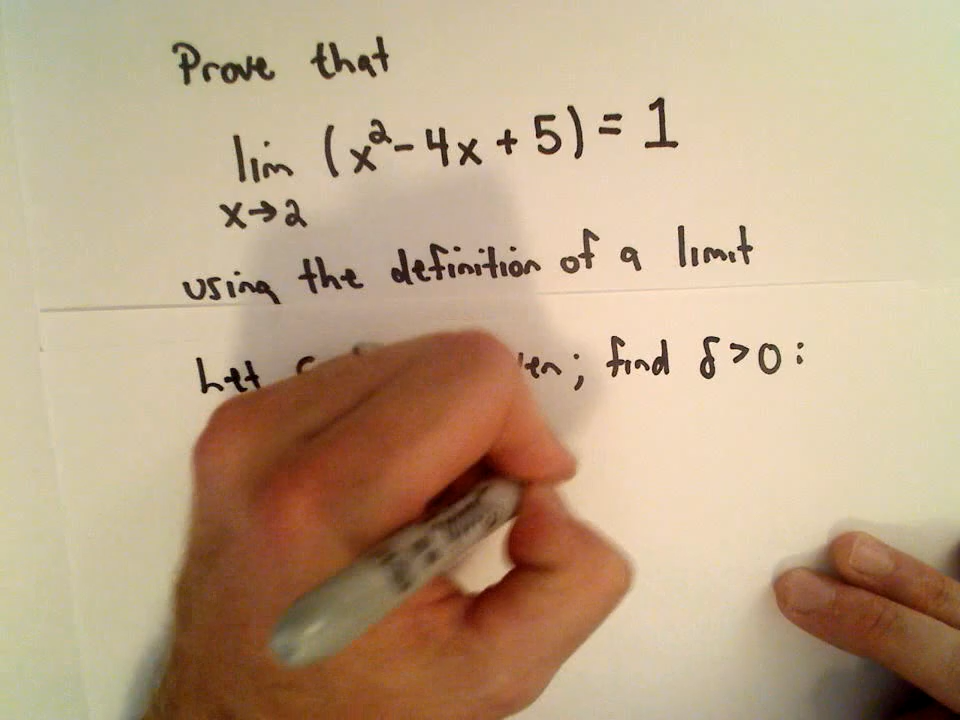 Prove that
lim (x²-4x+5)=1
x→2
using the definition of a limit
Let ; find δ>0: